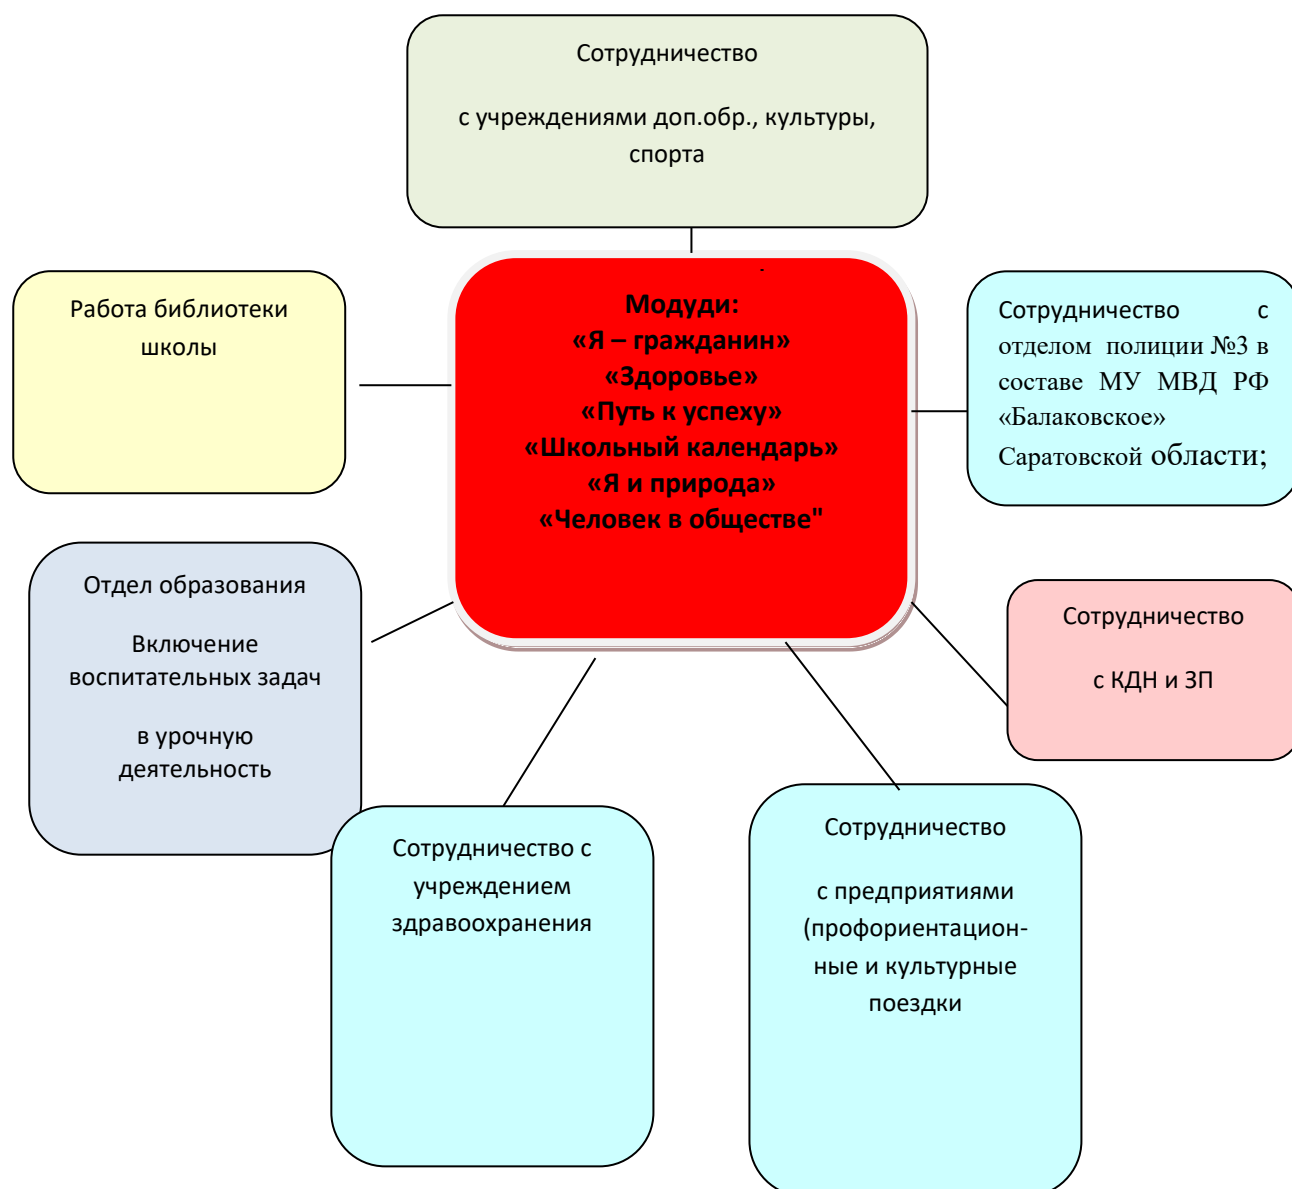 Сотрудничество
с учреждениями доп.обр., культуры,
спорта
Работа библиотеки
школы
Модуди:
«Я – гражданин»
«Здоровье»
«Путь к успеху»
«Школьный календарь»
«Я и природа»
«Человек в обществе"
Сотрудничество с
отделом полиции №3 в
составе МУ МВД РФ
«Балаковское»
Саратовской области;
Отдел образования
Включение
воспитательных задач
в урочную
деятельность
Сотрудничество
с КДН и ЗП
Сотрудничество с
учреждением
здравоохранения
Сотрудничество
с предприятиями
(профориентацион-
ные и культурные
поездки